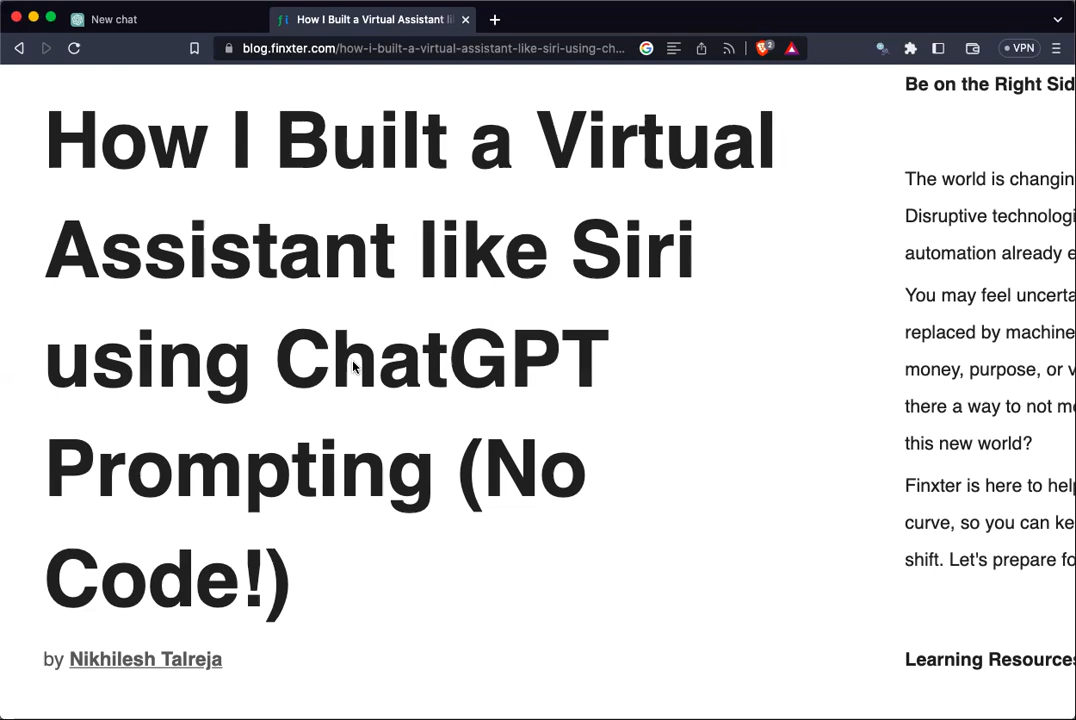 New chat
How I Built a Virtual Assistant li
blog.finxter.com/how-i-built-a-virtual-assistant-like-siri-using-ch...
2
VPN
How I Built a Virtual
Assistant like Siri
using ChatGPT
Prompting (No
Code!)
by Nikhilesh Talreja
Be on the Right Sid
The world is changin
Disruptive technologi
automation already e
You may feel uncerta
replaced by machine
money, purpose, or v
there a way to not m
this new world?
Finxter is here to hel
curve, so you can ke
shift. Let's prepare fo
Learning Resources